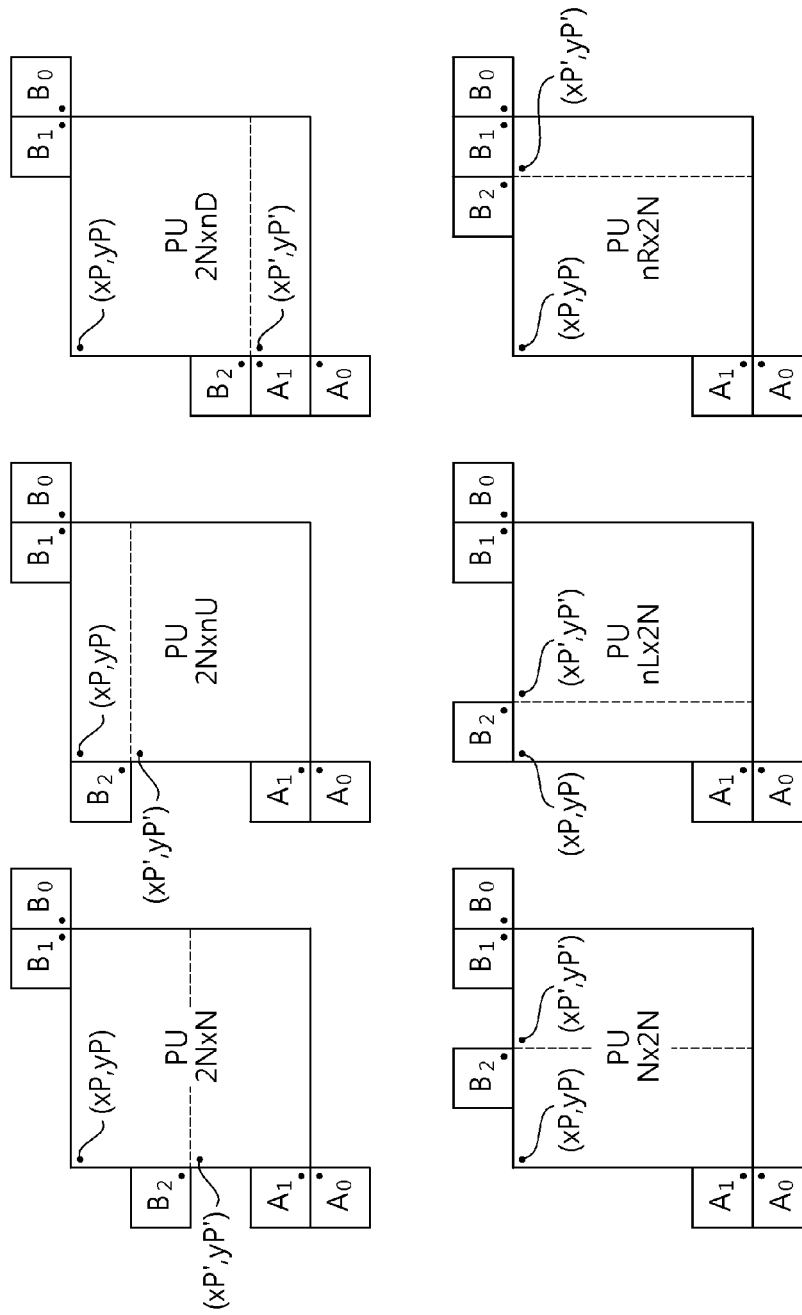 B1
B0
(xP,yP)
B2
PU
2NxN
(xP',yP')
A1
A0
B1
B0
(xP,yP)
B2
PU
2NxnU
(xP',yP')
A1
A0
B1
B0
(xP,yP)
PU
2NxnD
B2
A1
(xP',yP')
A0
B2
B1
B0
(xP,yP)
(xP',yP')
PU
Nx2N
A1
A0
B2
B1
B0
(xP,yP)
(xP',yP')
PU
nLx2N
A1
A0
B2
B1
B0
(xP,yP)
(xP',yP')
PU
nRx2N
A1
A0